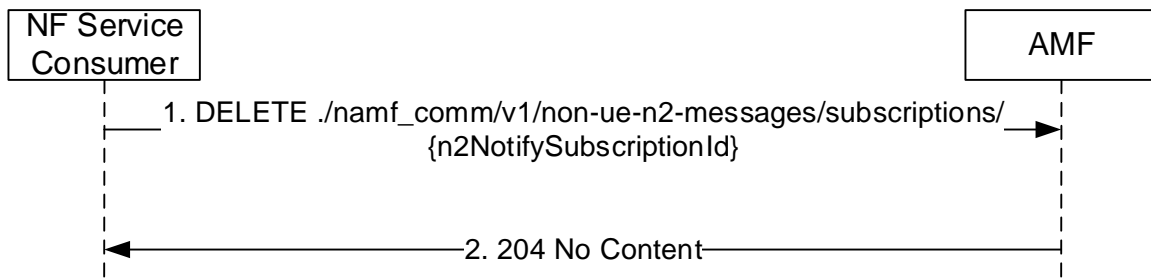 NF Service
Consumer
AMF
1. DELETE ./namf_comm/v1/non-ue-n2-messages/subscriptions/
{n2NotifySubscriptionId}
2. 204 No Content